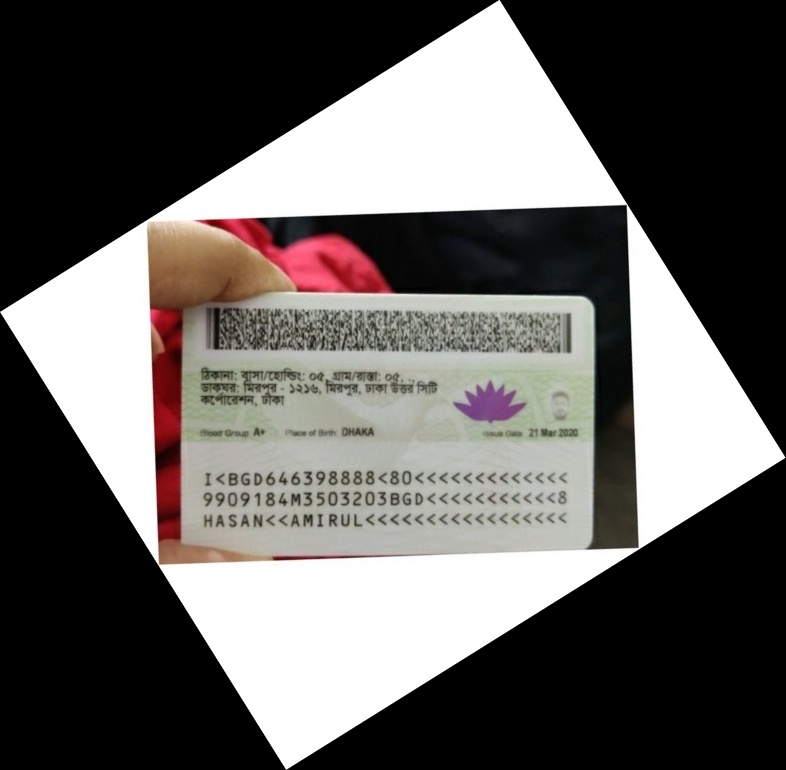 ঠিকানা: বাসা/হোল্ডিং: ০৫, গ্রাম/রাস্তা: ০৫, ..
ডাকঘর: মিরপুর - ১২১৬, মিরপুর, ঢাকা উত্তর সিটি
কর্পোরেশন, ঢাকা
Blood Group: A+ Place of Birth: DHAKA Issue Date: 21 Mar 2020
I<BGD646398888<80<<<<<<<<<<<<<
9909184M3503203BGD<<<<<<<<<<<8
HASAN<<AMIRUL<<<<<<<<<<<<<<<<<